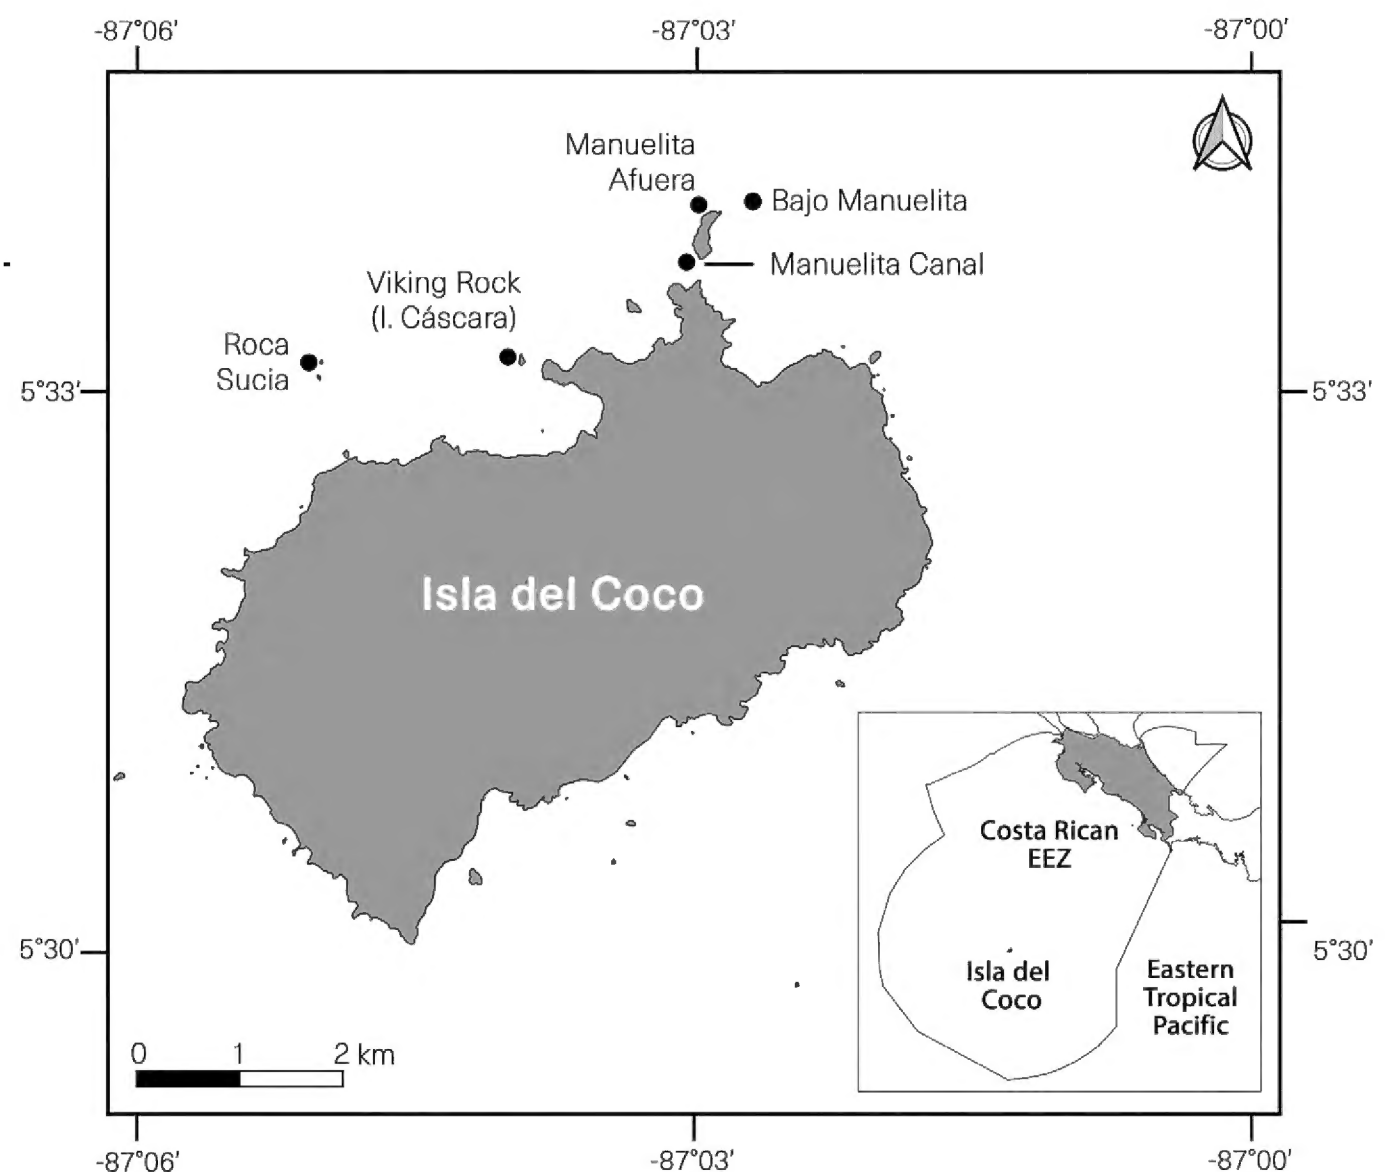 -87°06' -87°03' -87°00'
Manuelita
Afuera
Bajo Manuelita
Manuelita Canal
Viking Rock
(I. Cáscara)
Roca
Sucia
5°33' 5°33'
Isla del Coco
Costa Rican
EEZ
5°30' 5°30'
Isla del
Coco
Eastern
Tropical
Pacific
0 1 2 km
-87°06' -87°03' -87°00'